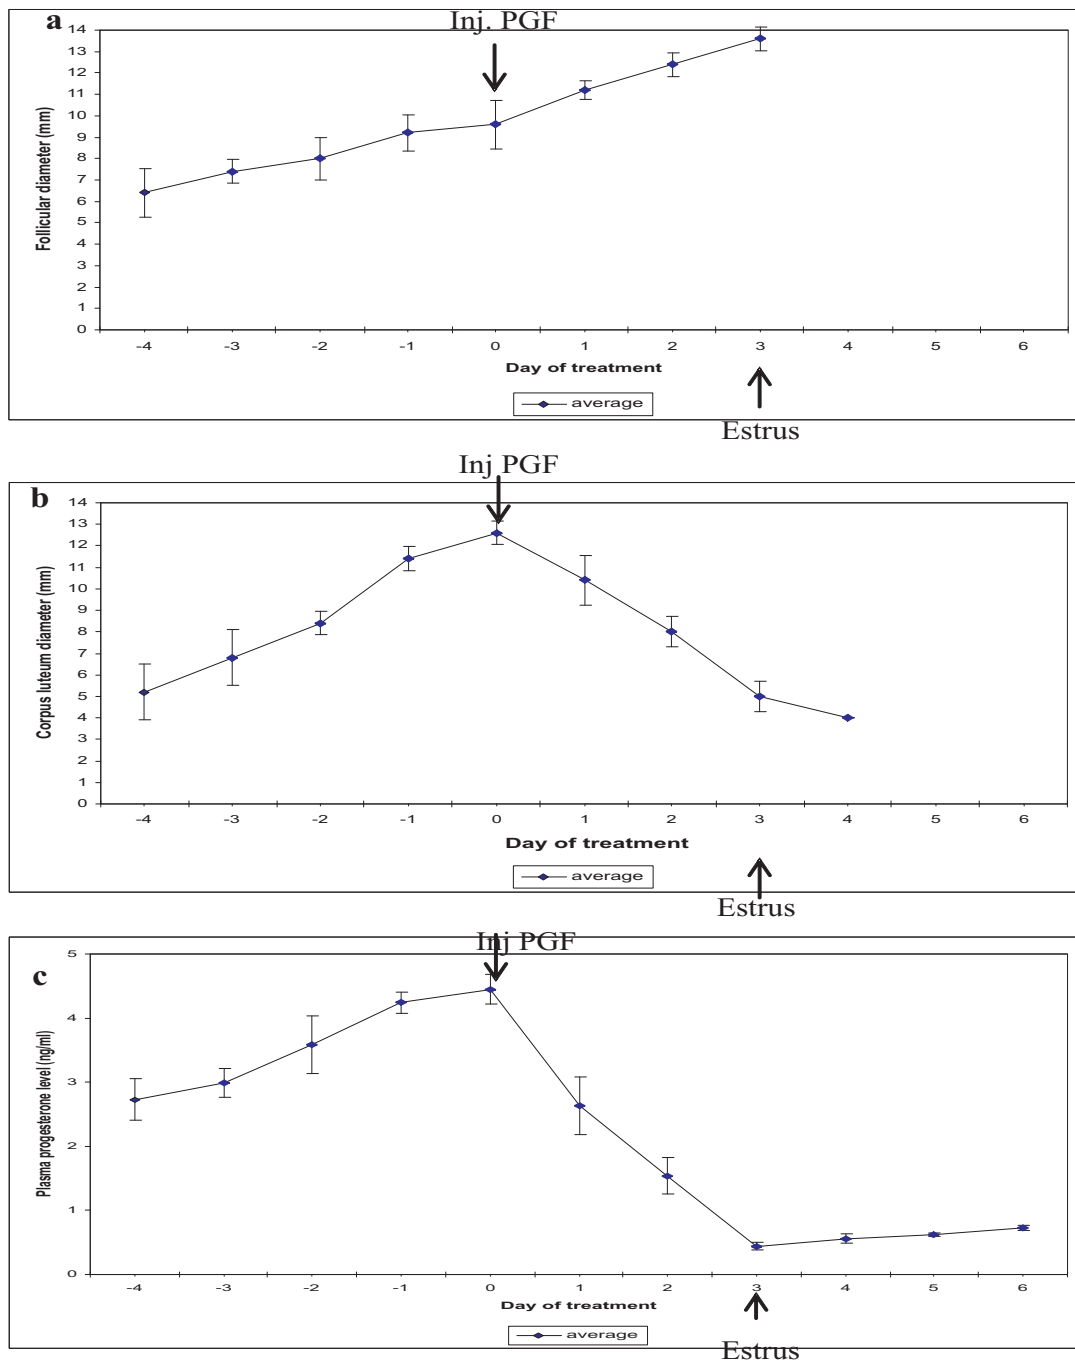 a
Inj. PGF
14
13
12
11
10
9
8
7
6
5
4
3
2
1
0
Follicular diameter (mm)
-4 -3 -2 -1 0 1 2 3 4 5 6
Day of treatment
average
Estrus
Inj PGF
b
14
13
12
11
10
9
8
7
6
5
4
3
2
1
0
Corpus luteum diameter (mm)
-4 -3 -2 -1 0 1 2 3 4 5 6
Day of treatment
average
Estrus
Inj PGF
c
5
4
3
2
1
0
Plasma progesterone level (ng/ml)
-4 -3 -2 -1 0 1 2 3 4 5 6
Day of treatment
average
Estrus